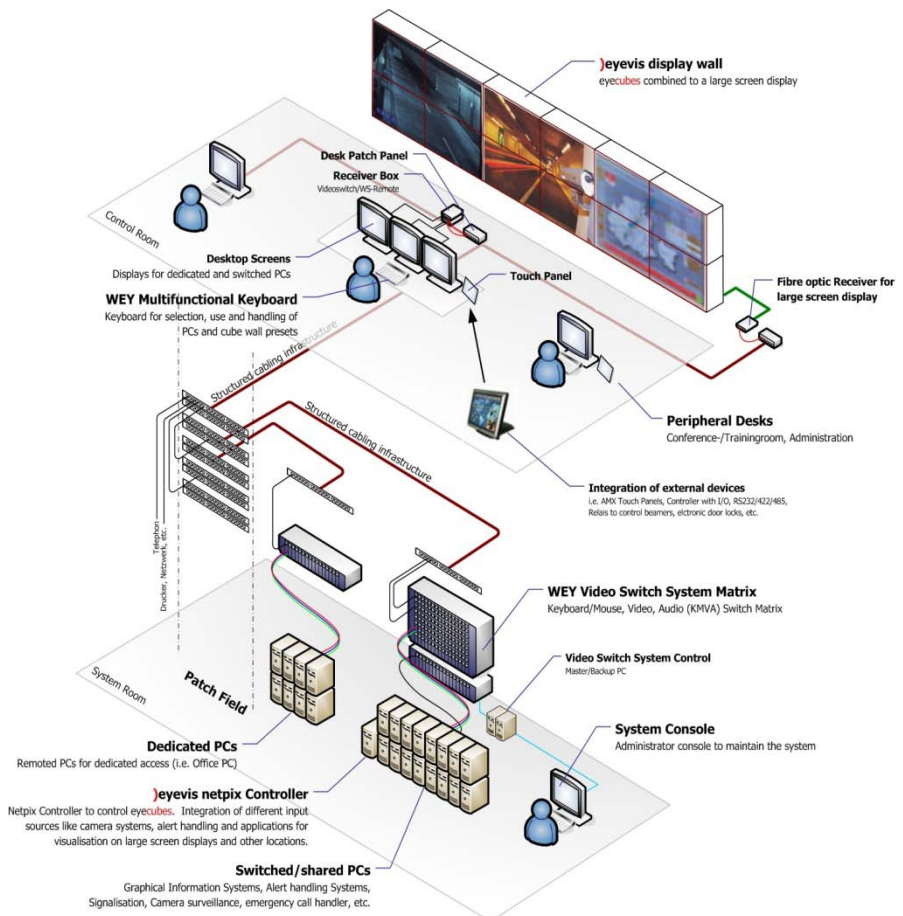 )eyevis display wall
eyecubes combined to a large screen display
Desk Patch Panel
Receiver Box
Videoswitch/WS-Remote
Control Room
Desktop Screens
Displays for dedicated and switched PCs
Touch Panel
WEY Multifunctional Keyboard
Keyboard for selection, use and handling of
PCs and cube wall presets
Fibre optic Receiver for
large screen display
Structured cabling infrastructure
Structured cabling infrastructure
Peripheral Desks
Conference-/Trainingroom, Administration
Integration of external devices
i.e. AMX Touch Panels, Controller with I/O, RS232/422/485,
Relais to control beamers, elctronic door locks, etc.
Telephon
Drucker, Netzwerk, etc.
WEY Video Switch System Matrix
Keyboard/Mouse, Video, Audio (KMVA) Switch Matrix
Video Switch System Control
Master/Backup PC
System Room
Patch Field
System Console
Administrator console to maintain the system
Dedicated PCs
Remoted PCs for dedicated access (i.e. Office PC)
)eyevis netpix Controller
Netpix Controller to control eyecubes. Integration of different input
sources like camera systems, alert handling and applications for
visualisation on large screen displays and other locations.
Switched/shared PCs
Graphical Information Systems, Alert handling Systems,
Signalisation, Camera surveillance, emergency call handler, etc.